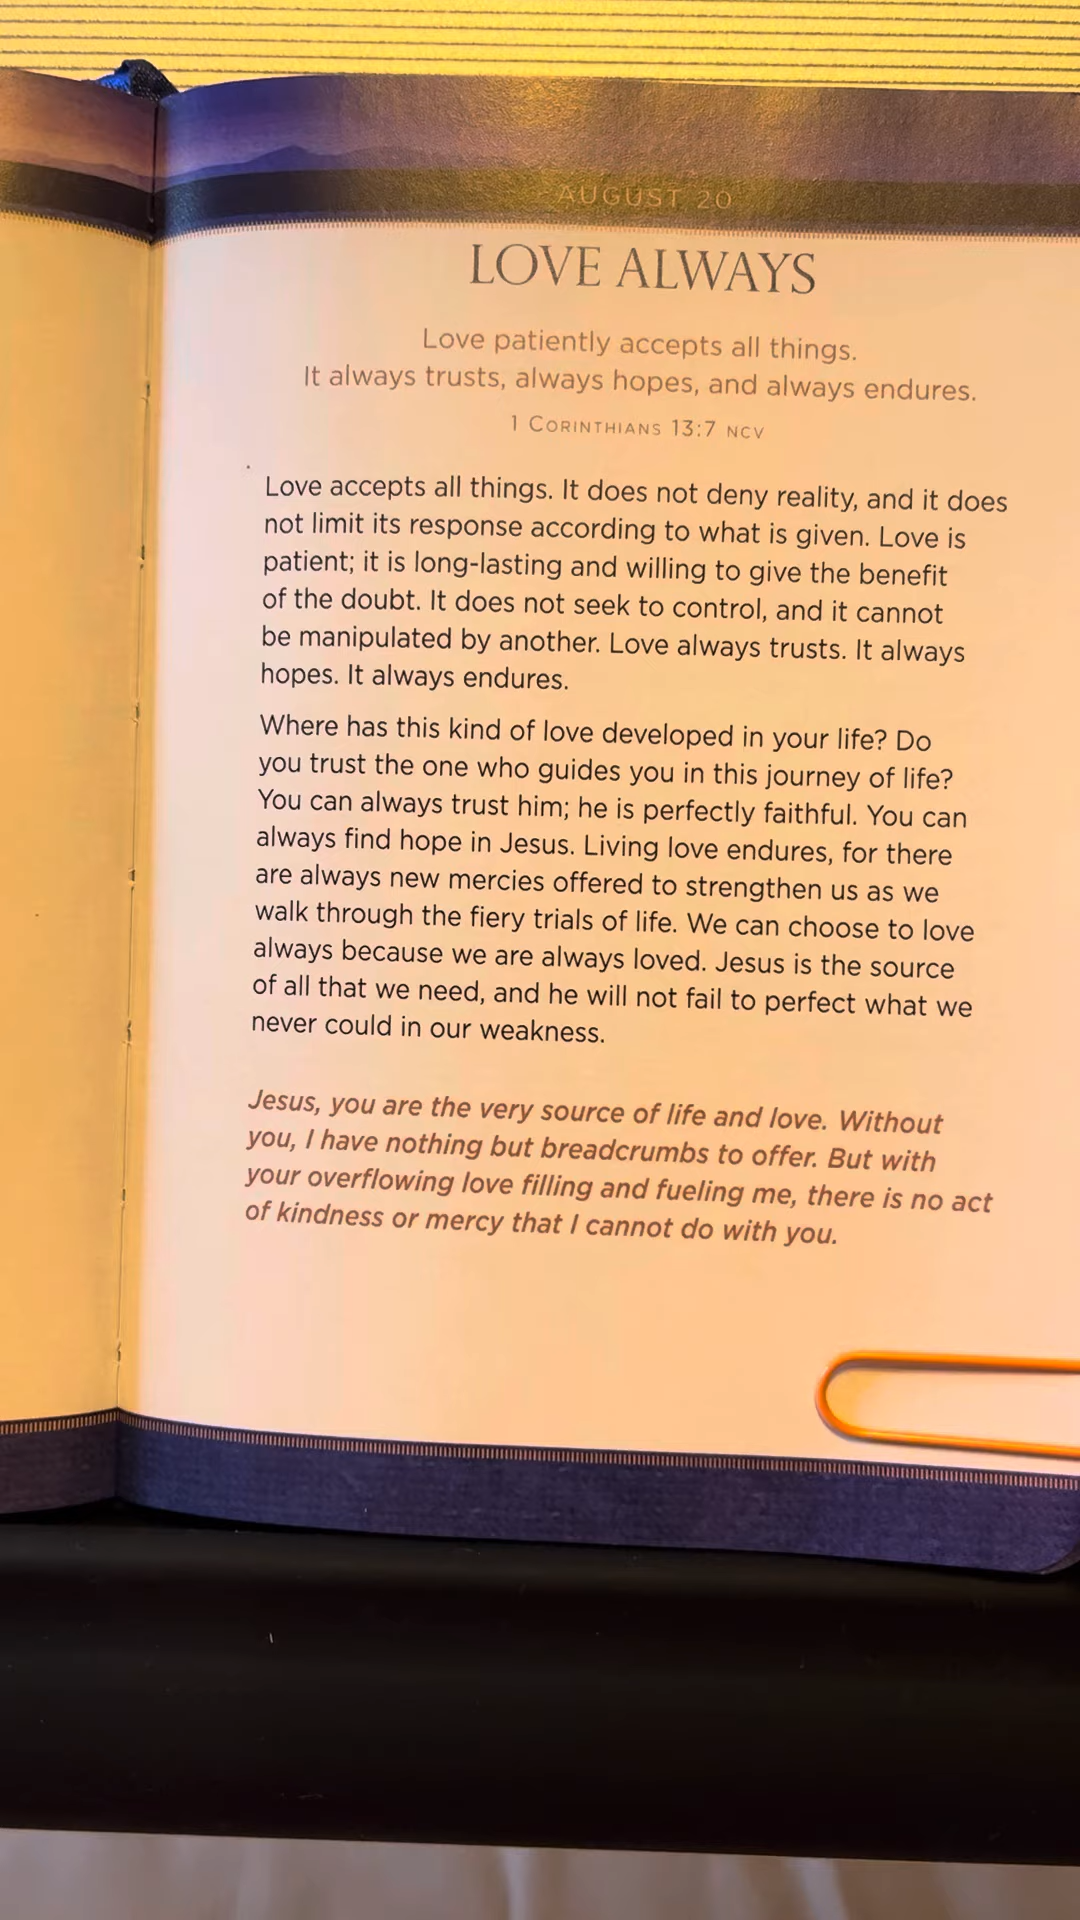 AUGUST 20
LOVE ALWAYS
Love patiently accepts all things.
It always trusts, always hopes, and always endures.
1 CORINTHIANS 13:7 NCV
Love accepts all things. It does not deny reality, and it does
not limit its response according to what is given. Love is
patient; it is long-lasting and willing to give the benefit
of the doubt. It does not seek to control, and it cannot
be manipulated by another. Love always trusts. It always
hopes. It always endures.
Where has this kind of love developed in your life? Do
you trust the one who guides you in this journey of life?
You can always trust him; he is perfectly faithful. You can
always find hope in Jesus. Living love endures, for there
are always new mercies offered to strengthen us as we
walk through the fiery trials of life. We can choose to love
always because we are always loved. Jesus is the source
of all that we need, and he will not fail to perfect what we
never could in our weakness.
Jesus, you are the very source of life and love. Without
you, I have nothing but breadcrumbs to offer. But with
your overflowing love filling and fueling me, there is no act
of kindness or mercy that I cannot do with you.